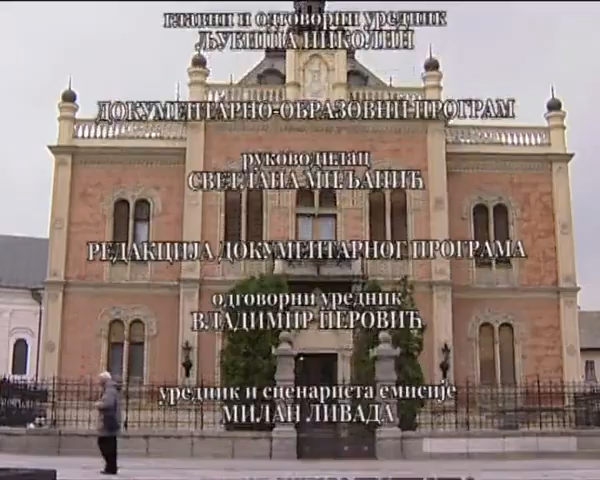 главни и одговорни уредник
ЉУБИША НИКОЛИН
ДОКУМЕНТАРНО-ОБРАЗОВНИ ПРОГРАМ
руководилац
СВЕТЛАНА МИЉАНИЋ
РЕДАКЦИЈА ДОКУМЕНТАРНОГ ПРОГРАМА
одговорни уредник
ВЛАДИМИР ПЕРОВИЋ
уредник и сценариста емисије
МИЛАН ЛИВАДА